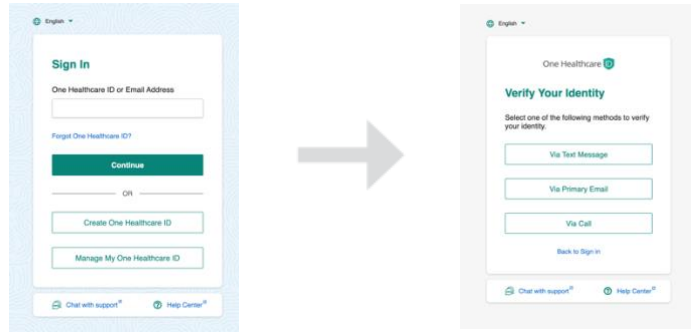 English
Sign In
One Healthcare ID or Email Address
Forgot One Healthcare ID?
Continue
OR
Create One Healthcare ID
Manage My One Healthcare ID
Chat with support
Help Center
English
One Healthcare ID
Verify Your Identity
Select one of the following methods to verify
your identity.
Via Text Message
Via Primary Email
Via Call
Back to Sign in
Chat with support
Help Center